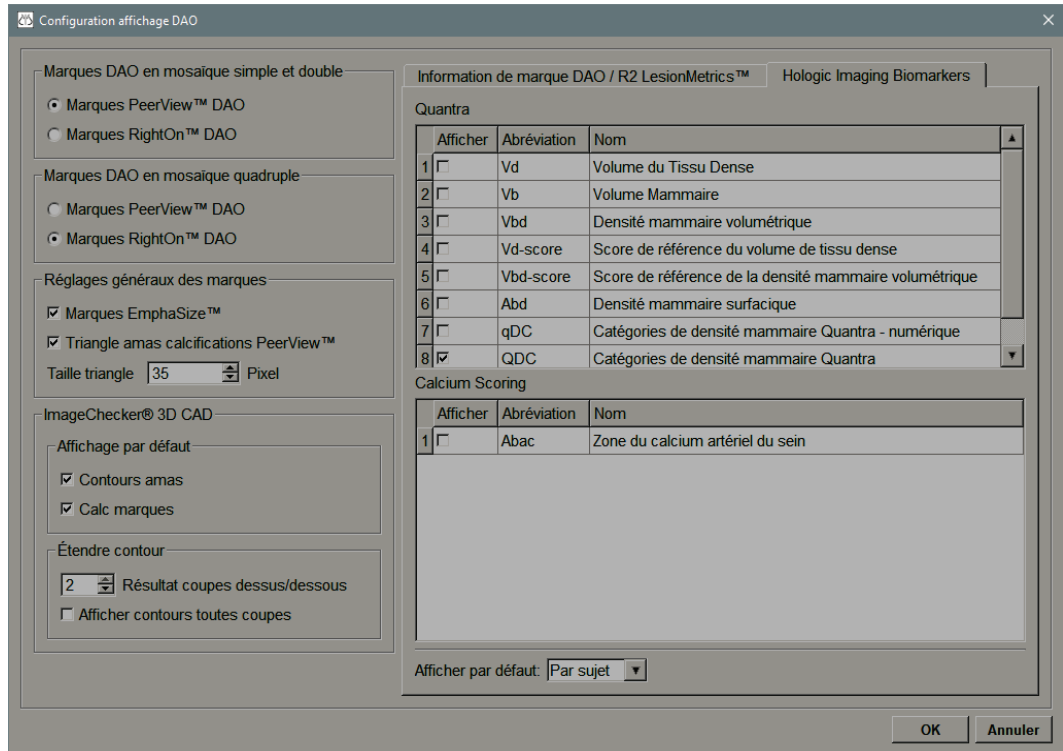 Configuration affichage DAO
Marques DAO en mosaïque simple et double
Marques PeerView™ DAO
Marques RightOn™ DAO
Marques DAO en mosaïque quadruple
Marques PeerView™ DAO
Marques RightOn™ DAO
Réglages généraux des marques
Marques EmphaSize™
Triangle amas calcifications PeerView™
Taille triangle 35 Pixel
ImageChecker® 3D CAD
Affichage par défaut
Contours amas
Calc marques
Étendre contour
2 Résultat coupes dessus/dessous
Afficher contours toutes coupes
Information de marque DAO / R2 LesionMetrics™ Hologic Imaging Biomarkers
Quantra
Afficher Abréviation Nom
1 Vd Volume du Tissu Dense
2 Vb Volume Mammaire
3 Vbd Densité mammaire volumétrique
4 Vd-score Score de référence du volume de tissu dense
5 Vbd-score Score de référence de la densité mammaire volumétrique
6 Abd Densité mammaire surfacique
7 qDC Catégories de densité mammaire Quantra - numérique
8 QDC Catégories de densité mammaire Quantra
Calcium Scoring
Afficher Abréviation Nom
1 Abac Zone du calcium artériel du sein
Afficher par défaut: Par sujet
OK Annuler